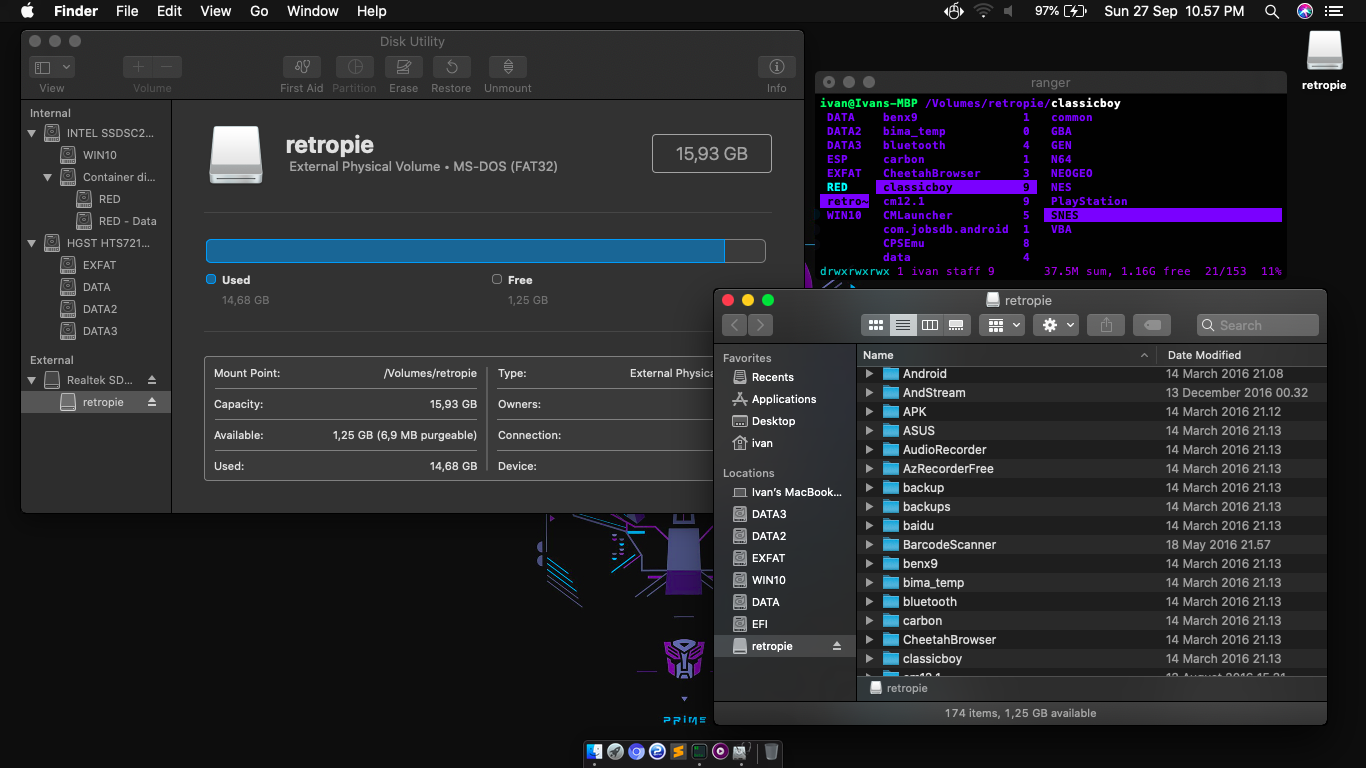 Finder File Edit View Go Window Help
97% Sun 27 Sep 10.57 PM
Disk Utility
View
Volume
First Aid
Partition
Erase
Restore
Unmount
Info
Internal
INTEL SSDSC2...
WIN10
Container di...
RED
RED - Data
HGST HTS721...
EXFAT
DATA
DATA2
DATA3
External
Realtek SD...
retropie
retropie
External Physical Volume • MS-DOS (FAT32)
15,93 GB
Used
14,68 GB
Free
1,25 GB
Mount Point: /Volumes/retropie
Capacity: 15,93 GB
Available: 1,25 GB (6,9 MB purgeable)
Used: 14,68 GB
Type: External Physica
Owners:
Connection:
Device:
retropie
ranger
ivan@Ivans-MBP /Volumes/retropie/classicboy
DATA benx9 1 common
DATA2 bima_temp 0 GBA
DATA3 bluetooth 4 GEN
ESP carbon 1 N64
EXFAT CheetahBrowser 3 NEOGEO
RED classicboy 9 NES
retro~ cm12.1 9 PlayStation
WIN10 CMLauncher 5 SNES
com.jobsdb.android 1 VBA
CPSEmu 8
data 4
drwxrwxrwx 1 ivan staff 9 37.5M sum, 1.16G free 21/153 11%
retropie
Search
Favorites
Recents
Applications
Desktop
ivan
Locations
Ivan's MacBook...
DATA3
DATA2
EXFAT
WIN10
DATA
EFI
retropie
Name Date Modified
Android 14 March 2016 21.08
AndStream 13 December 2016 00.32
APK 14 March 2016 21.12
ASUS 14 March 2016 21.13
AudioRecorder 14 March 2016 21.13
AzRecorderFree 14 March 2016 21.13
backup 14 March 2016 21.13
backups 14 March 2016 21.13
baidu 14 March 2016 21.13
BarcodeScanner 18 May 2016 21.57
benx9 14 March 2016 21.13
bima_temp 14 March 2016 21.13
bluetooth 14 March 2016 21.13
carbon 14 March 2016 21.13
CheetahBrowser 14 March 2016 21.13
classicboy 14 March 2016 21.13
retropie
174 items, 1,25 GB available
PRIME